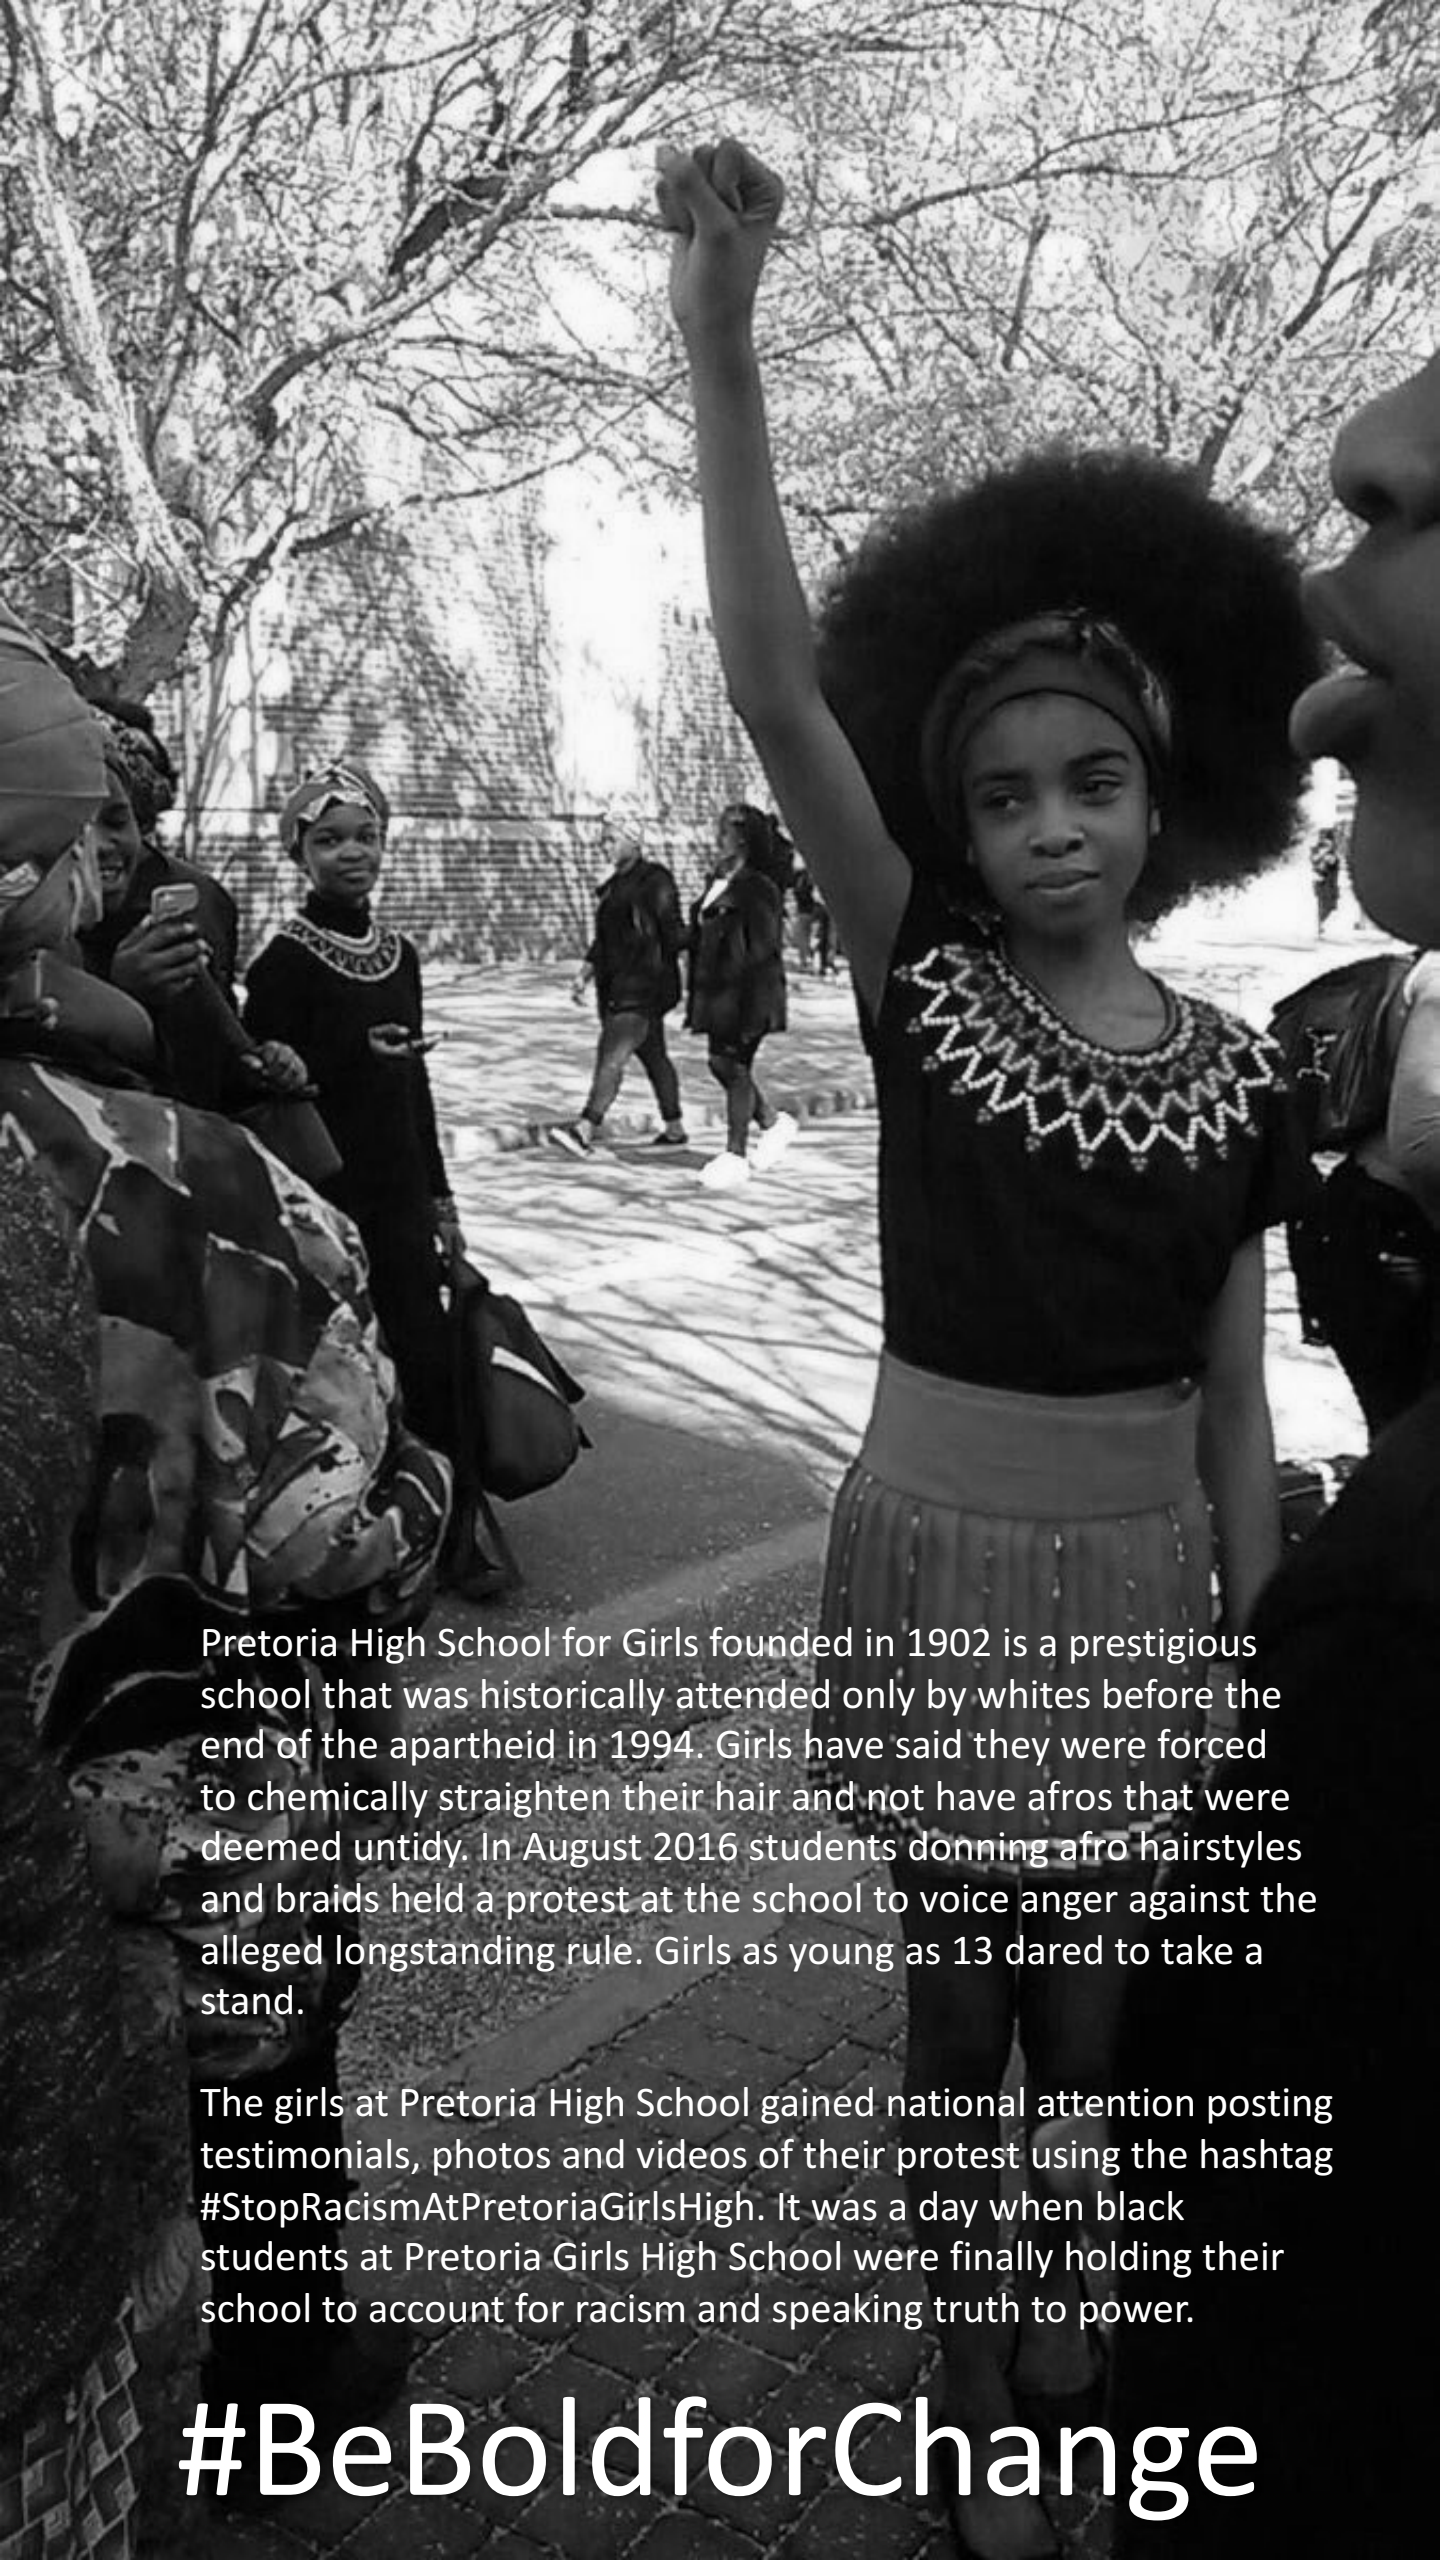 Pretoria High School for Girls founded in 1902 is a prestigious
school that was historically attended only by whites before the
end of the apartheid in 1994. Girls have said they were forced
to chemically straighten their hair and not have afros that were
deemed untidy. In August 2016 students donning afro hairstyles
and braids held a protest at the school to voice anger against the
alleged longstanding rule. Girls as young as 13 dared to take a
stand.
The girls at Pretoria High School gained national attention posting
testimonials, photos and videos of their protest using the hashtag
#StopRacismAtPretoriaGirlsHigh. It was a day when black
students at Pretoria Girls High School were finally holding their
school to account for racism and speaking truth to power.
#BeBoldforChange